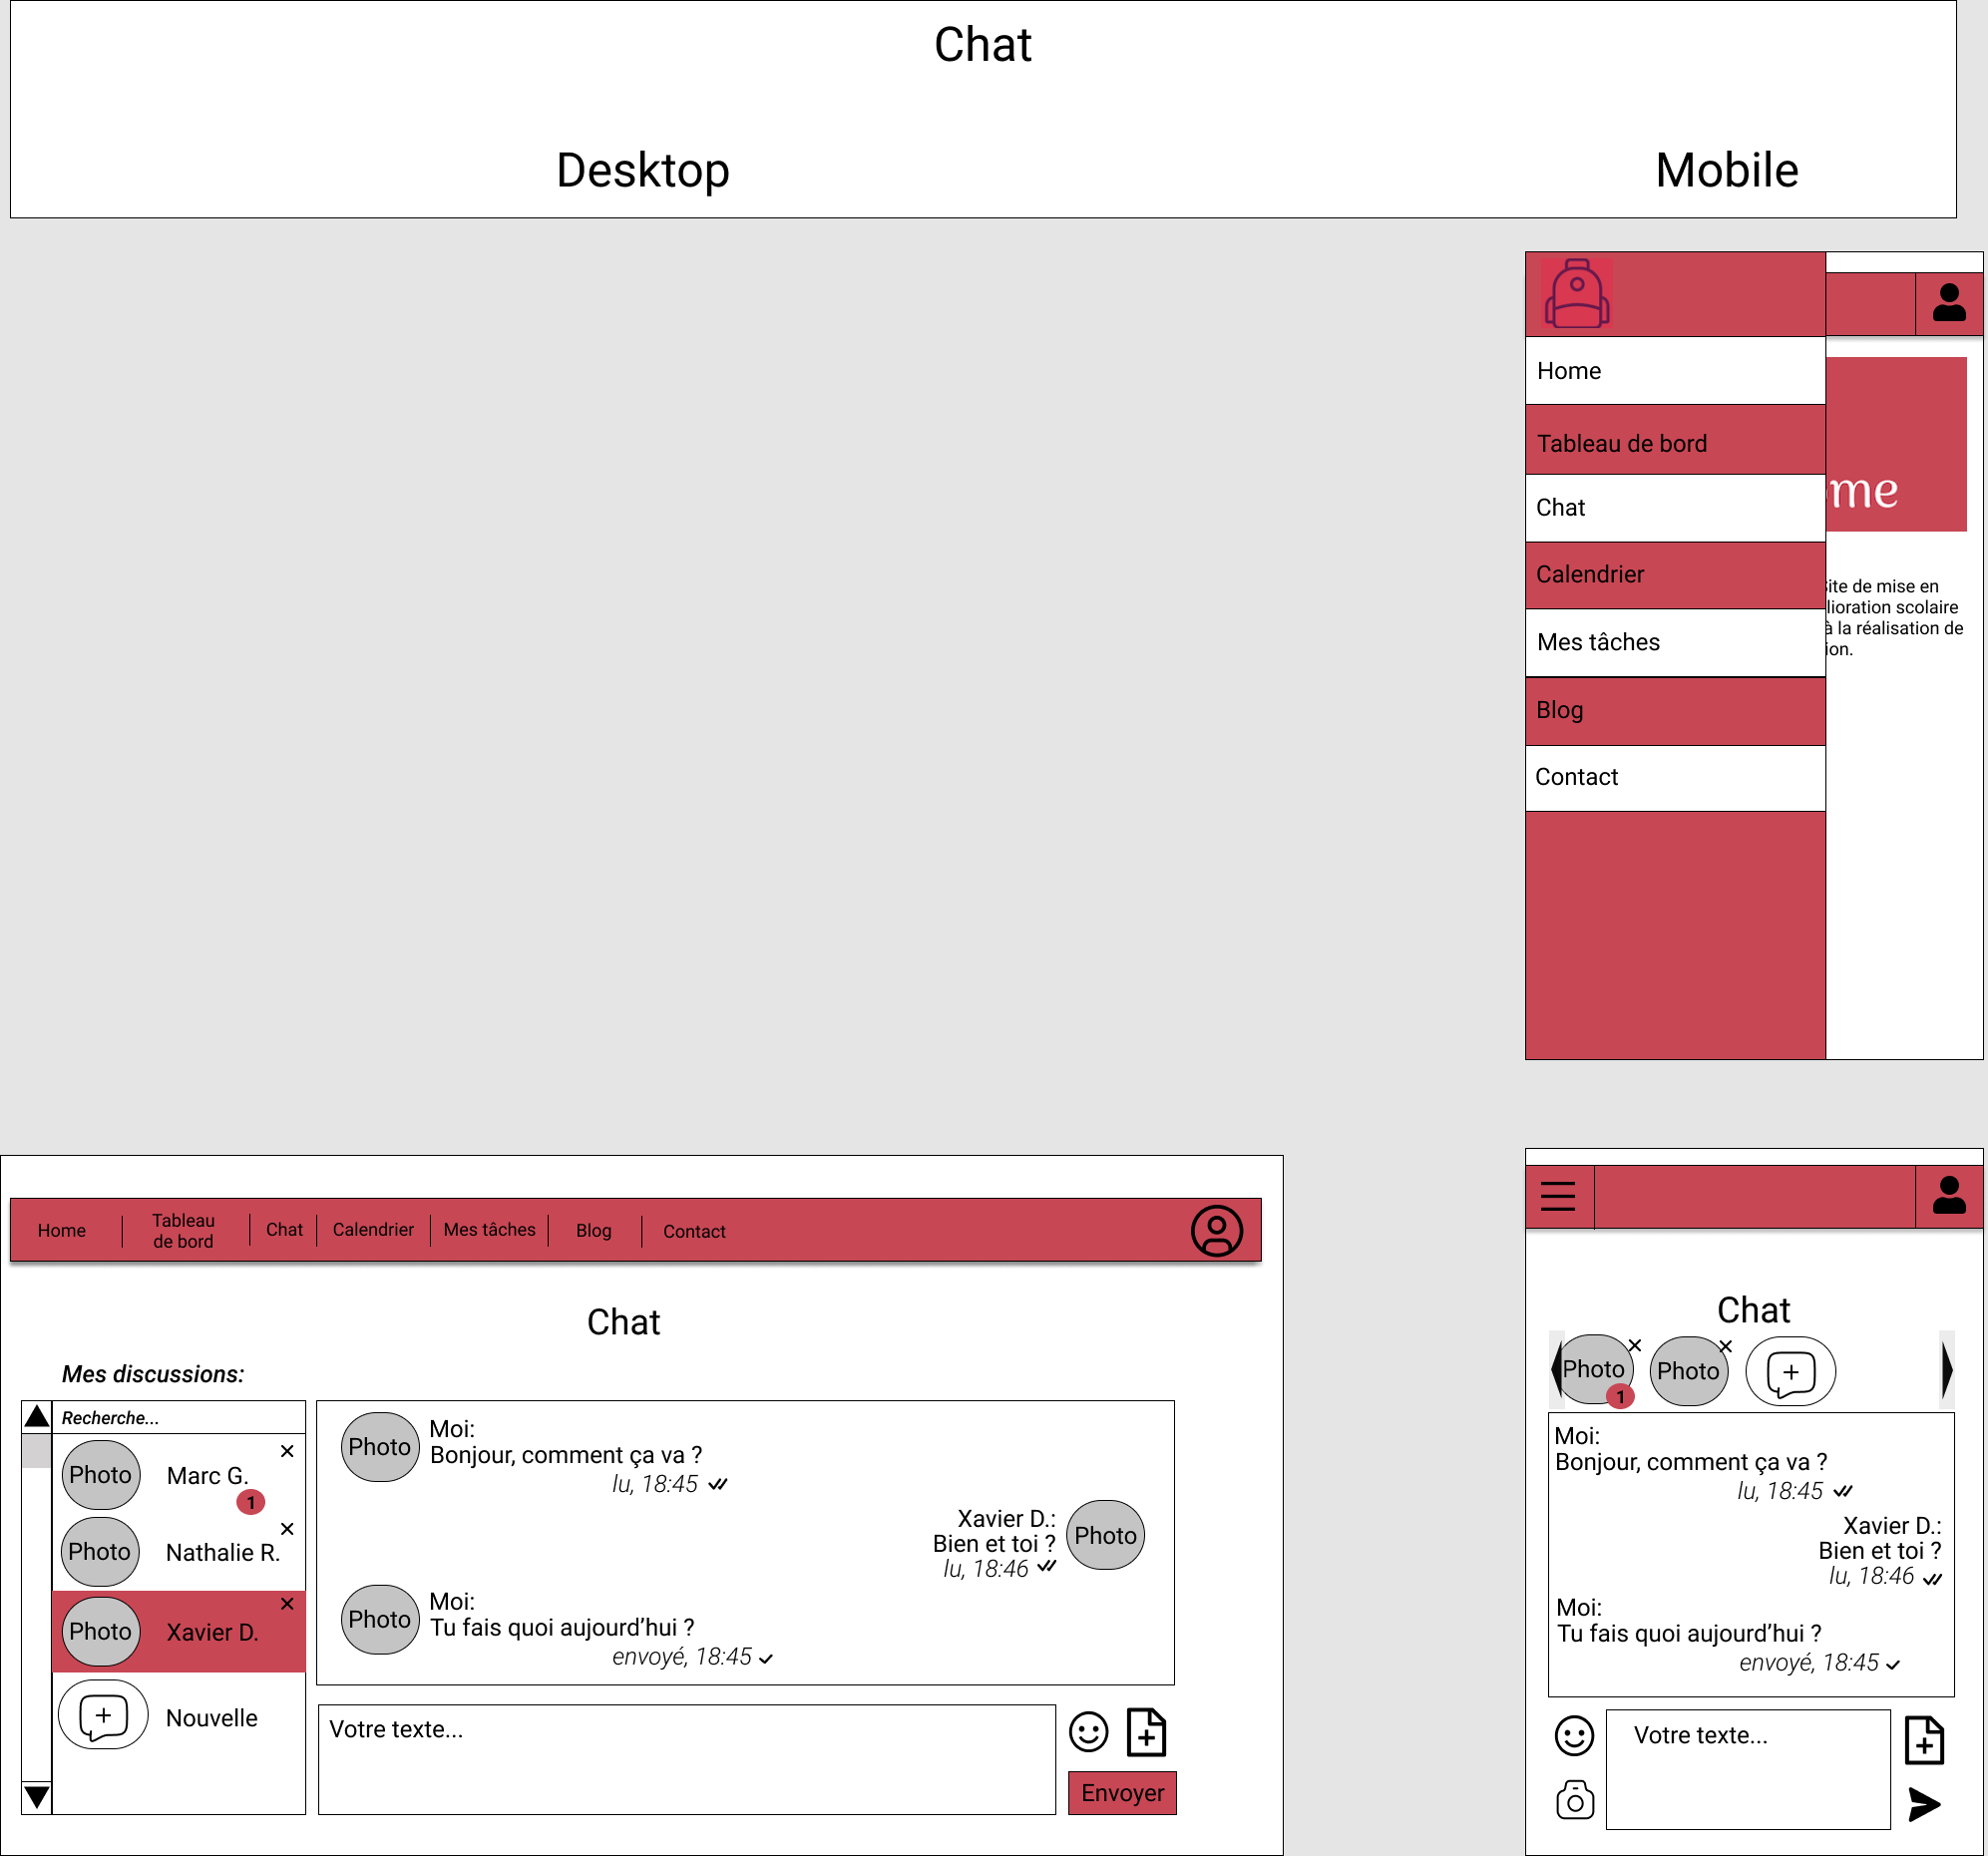 Chat
Desktop
Mobile
Home
Tableau de bord
Chat
Calendrier
Mes tâches
Blog
Contact
me
ite de mise en
lioration scolaire
à la réalisation de
ion.
Home
Tableau
de bord
Chat
Calendrier
Mes tâches
Blog
Contact
Chat
Mes discussions:
Recherche...
Photo
Marc G.
1
Photo
Nathalie R.
Photo
Xavier D.
Nouvelle
Photo
Moi:
Bonjour, comment ça va ?
lu, 18:45
Xavier D.:
Bien et toi ?
lu, 18:46
Photo
Photo
Moi:
Tu fais quoi aujourd’hui ?
envoyé, 18:45
Votre texte...
Envoyer
Chat
Photo
1
Photo
Moi:
Bonjour, comment ça va ?
lu, 18:45
Xavier D.:
Bien et toi ?
lu, 18:46
Moi:
Tu fais quoi aujourd’hui ?
envoyé, 18:45
Votre texte...